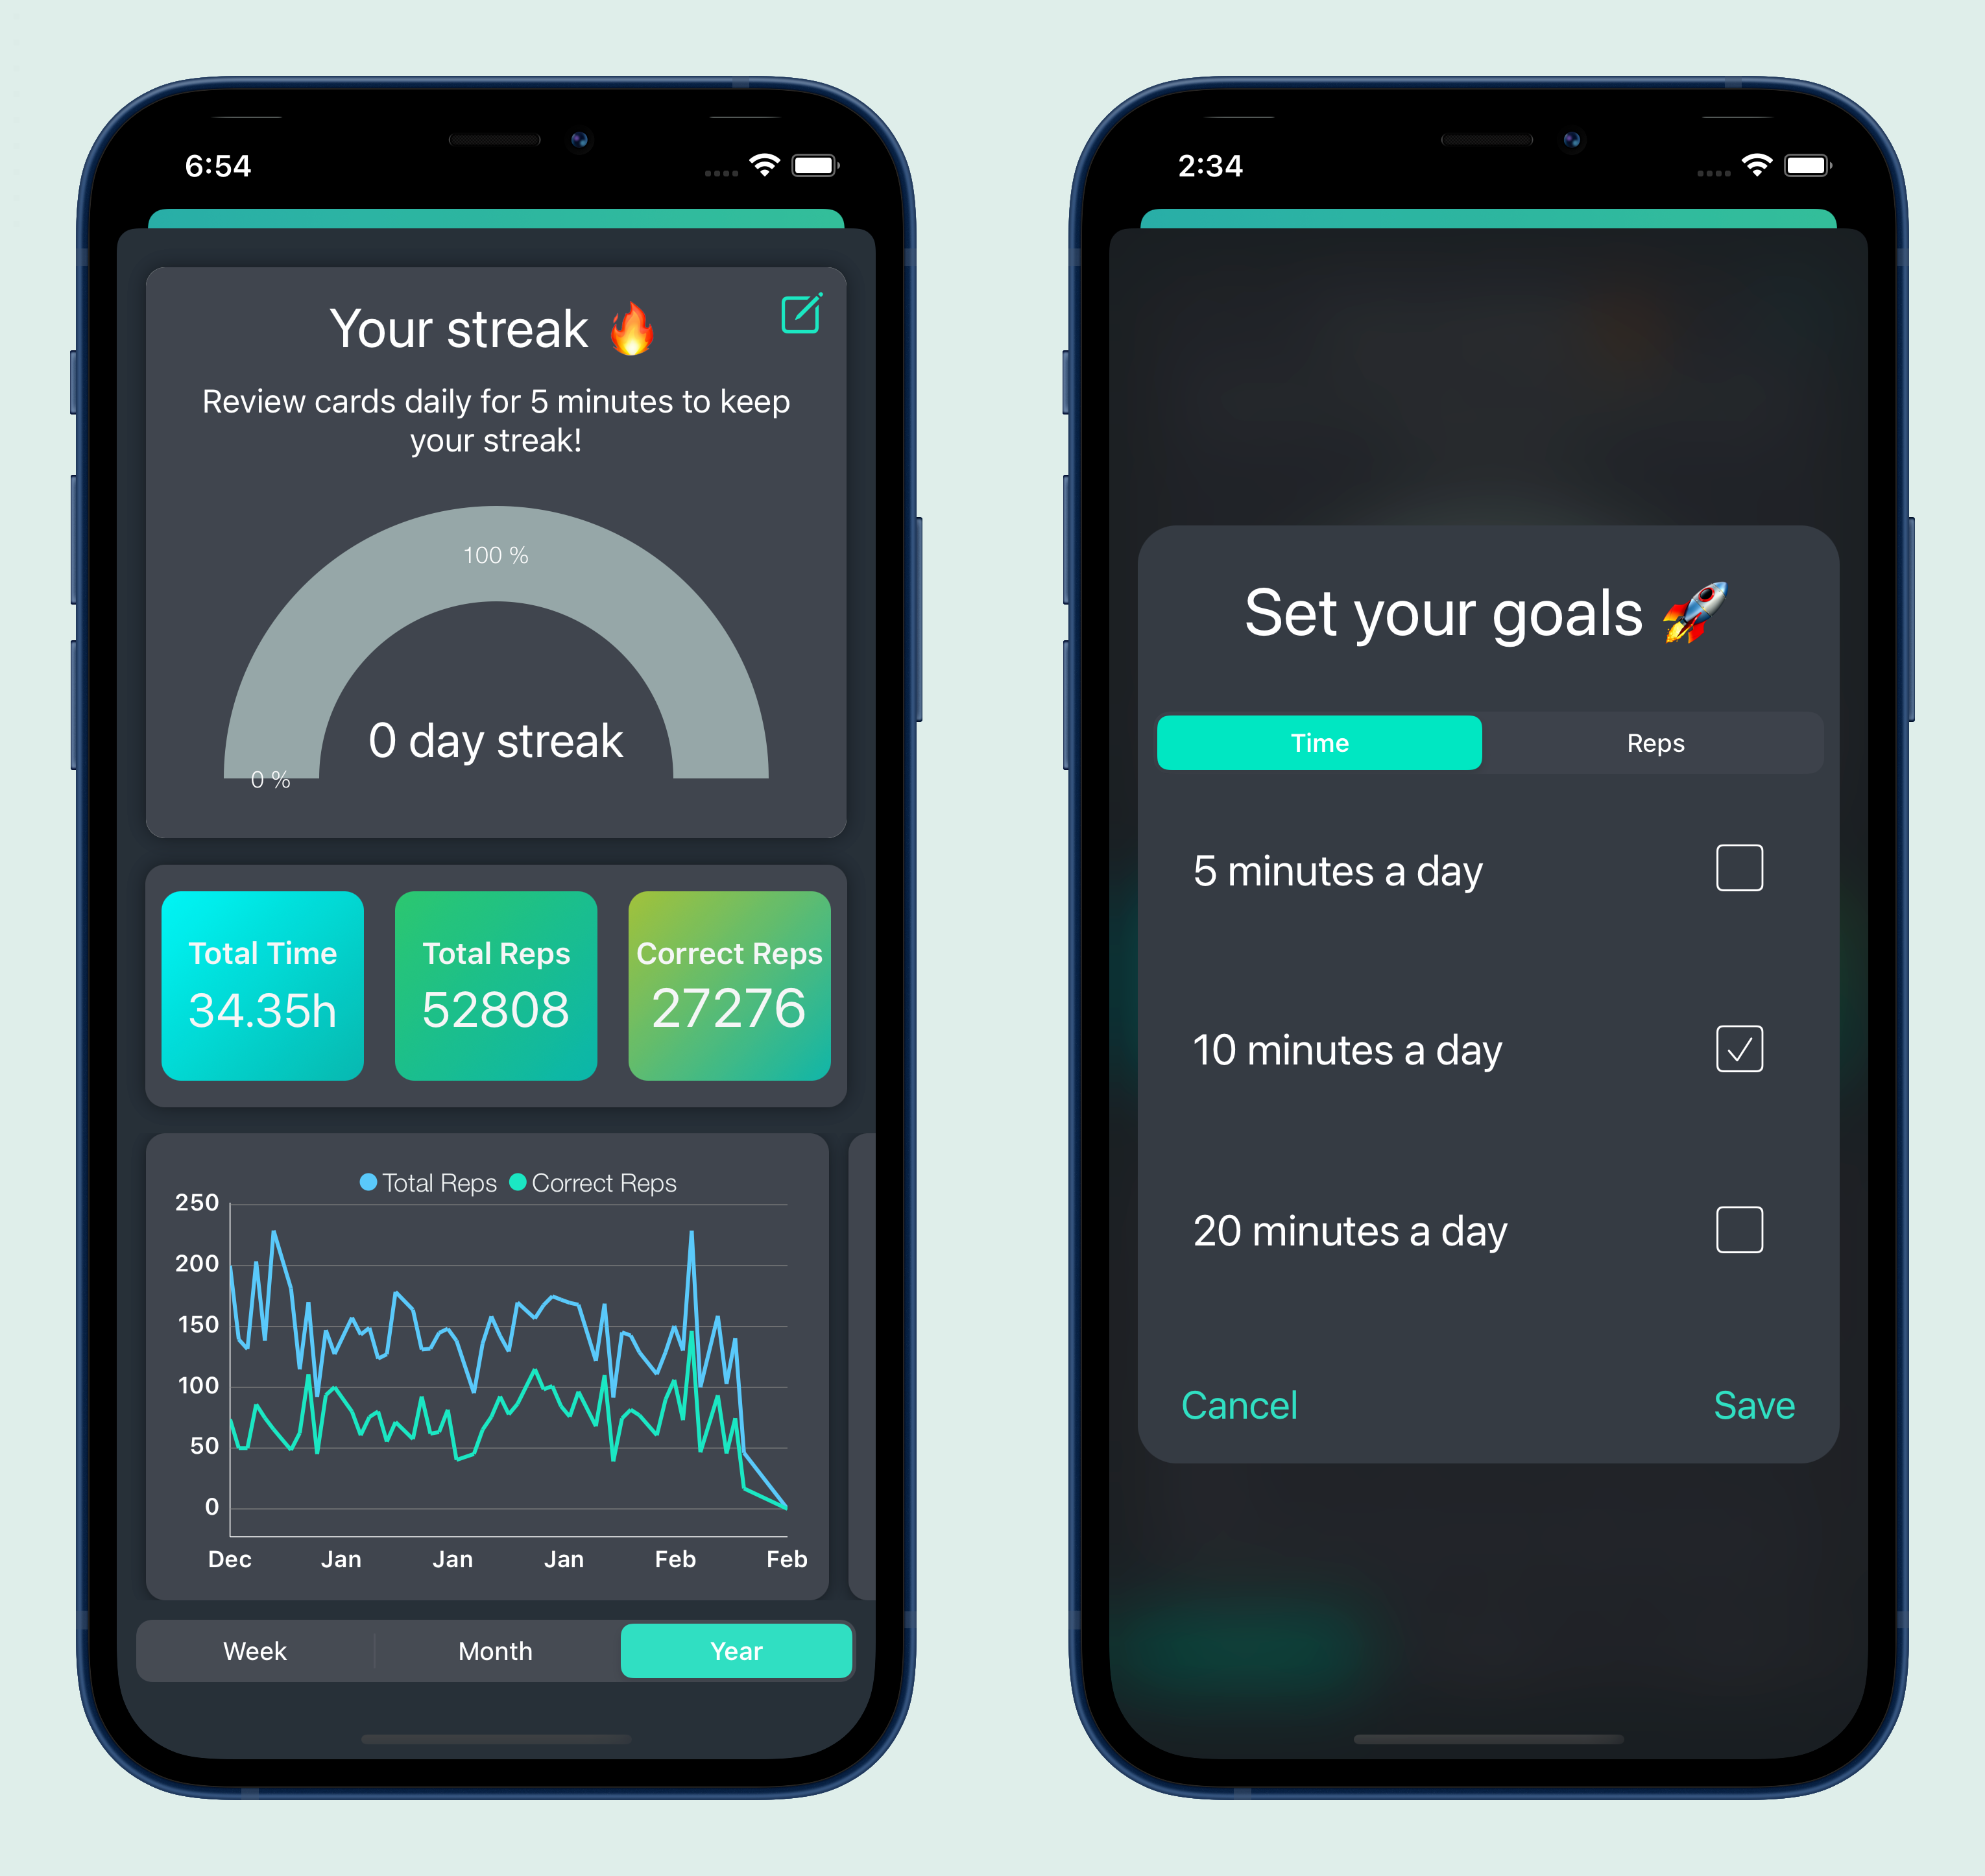 6:54
Your streak 🔥
Review cards daily for 5 minutes to keep
your streak!
100 %
0 day streak
0 %
Total Time
34.35h
Total Reps
52808
Correct Reps
27276
Total Reps Correct Reps
250
200
150
100
50
0
Dec Jan Jan Jan Feb Feb
Week Month Year
2:34
Set your goals 🚀
Time Reps
5 minutes a day
10 minutes a day
20 minutes a day
Cancel Save